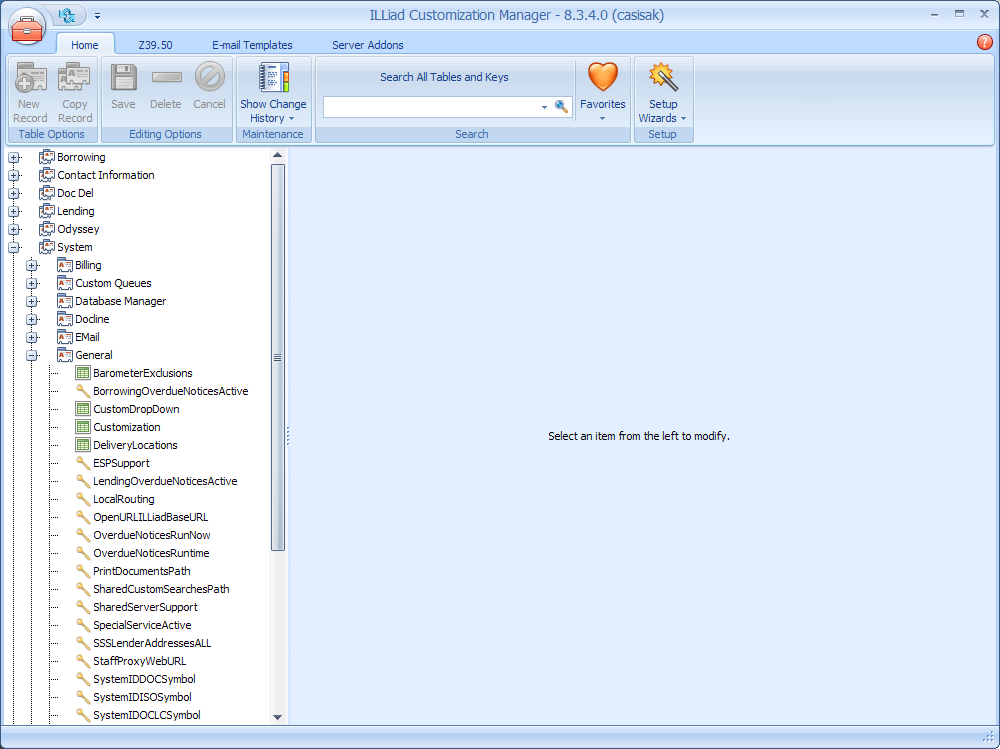 ILLiad Customization Manager - 8.3.4.0 (casisak)
Home Z39.50 E-mail Templates Server Addons
New Record
Copy Record
Table Options
Save Delete Cancel
Editing Options
Show Change History
Maintenance
Search All Tables and Keys
Favorites
Search
Setup Wizards
Setup
Borrowing
Contact Information
Doc Del
Lending
Odyssey
System
Billing
Custom Queues
Database Manager
Docline
EMail
General
BarometerExclusions
BorrowingOverdueNoticesActive
CustomDropDown
Customization
DeliveryLocations
ESPSupport
LendingOverdueNoticesActive
LocalRouting
OpenURLILLiadBaseURL
OverdueNoticesRunNow
OverdueNoticesRuntime
PrintDocumentsPath
SharedCustomSearchesPath
SharedServerSupport
SpecialServiceActive
SSSLenderAddressesALL
StaffProxyWebURL
SystemIDDOCSymbol
SystemIDISOSymbol
SystemIDOCLCSymbol
Select an item from the left to modify.